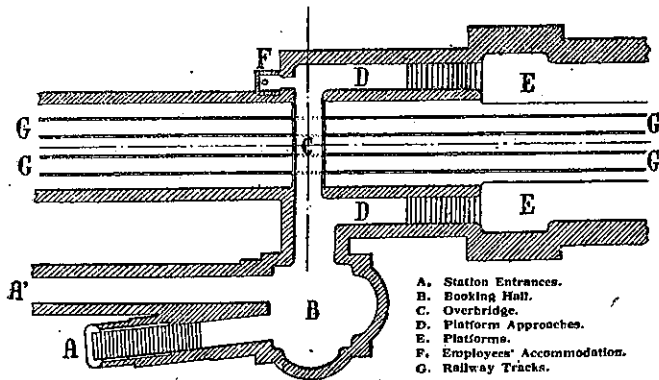 F
D
E
G
G
C
G
G
D
E
A'
B
A
A. Station Entrances.
B. Booking Hall.
C. Overbridge.
D. Platform Approaches.
E. Platforms.
F. Employees' Accommodation.
G. Railway Tracks.